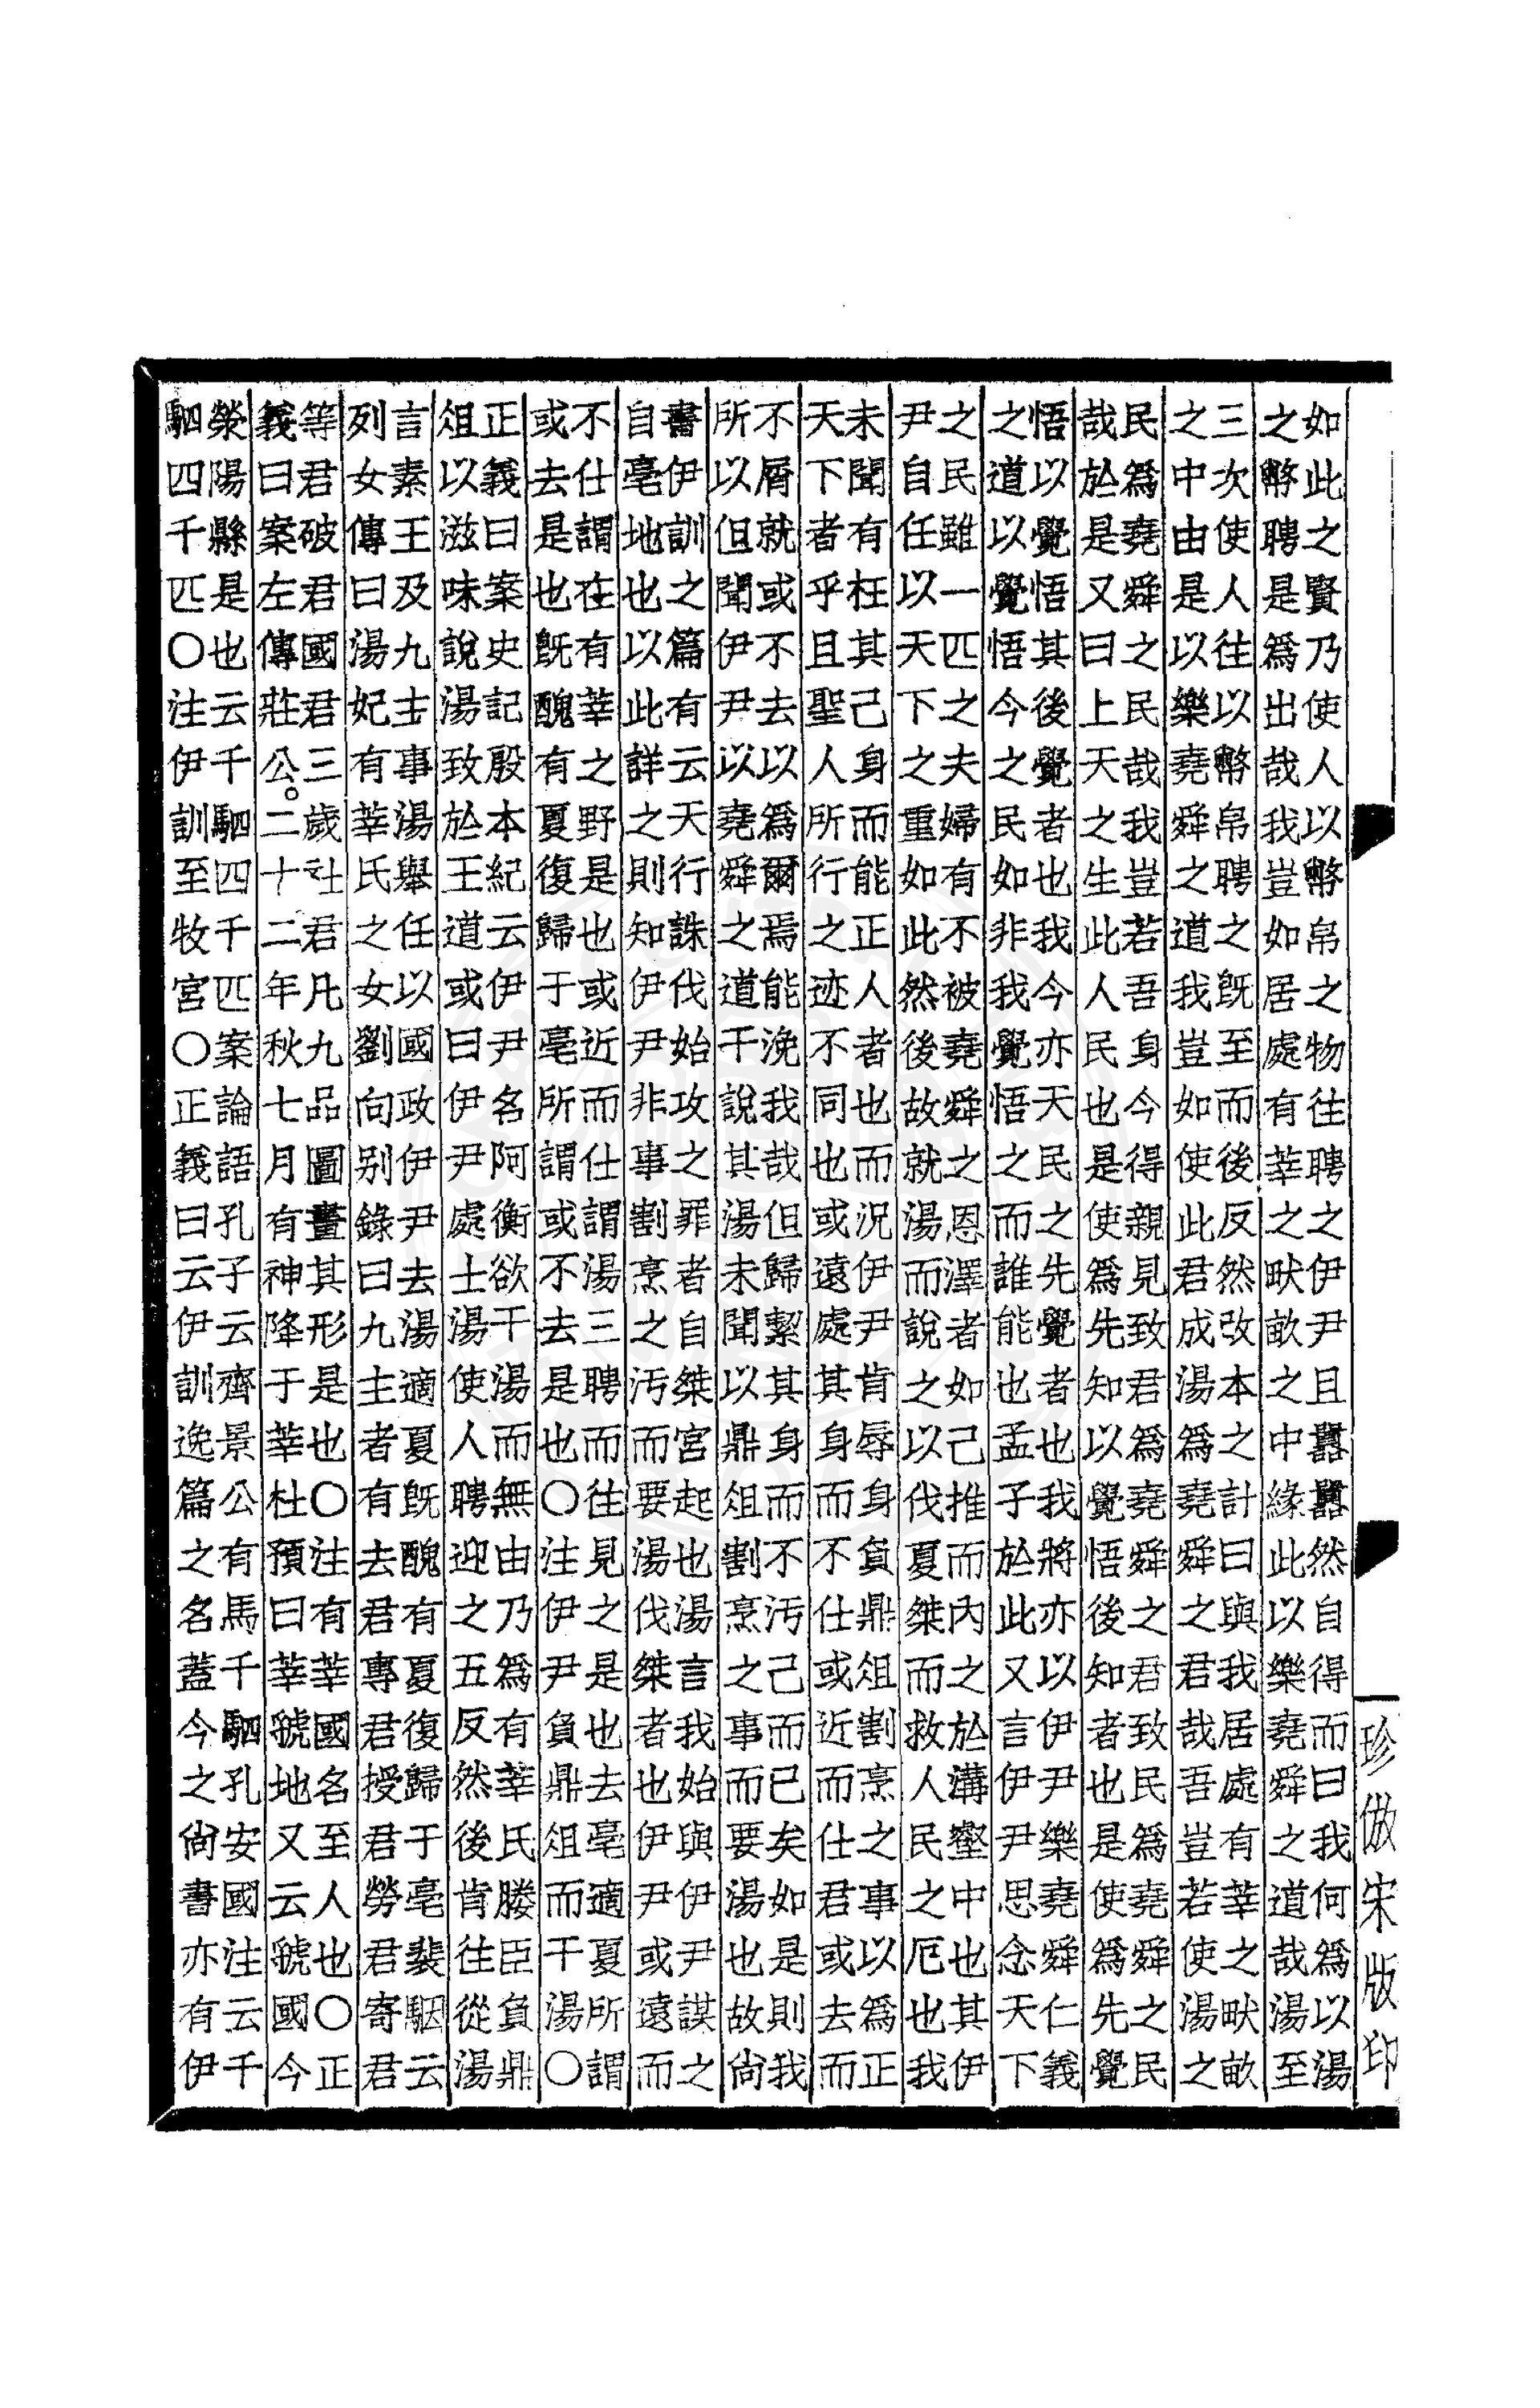 如此之賢乃使人以幣帛之物往聘之伊尹且囂囂然自得而曰我何爲以湯
之幣聘是爲出哉我豈如居處有莘之畎畝之中緣此以樂堯舜之道哉湯至
三次使人往以幣帛聘之旣至而後反然改本之計曰與我居處有莘之畎畝
之中由是以樂堯舜之道我豈如使此君成湯爲堯舜之君哉吾豈若使湯之
民爲堯舜之民哉我豈若吾身今得親見致君爲堯舜之君致民爲堯舜之民
哉於是又曰上天之生此人民也是使爲先知以覺悟後知者也是使爲先覺
悟以覺悟其後覺者也我今亦天民之先覺者也我將亦以伊尹樂堯舜仁義
之道以覺悟今之民如非我覺悟之而誰能也孟子於此又言伊尹思念天下
之民雖一匹之夫婦有不被堯舜之恩澤者如己推而內之於溝壑中也其伊
尹自任以天下之重如此然後故就湯而說之以伐夏桀而救人民之厄也我
未聞有枉其己身而能正人者也而況伊尹肯辱身負鼎俎割烹之事以爲正
天下者乎且聖人所行之迹不同也或遠處其身而不仕或近而仕君或去而
不屑就或不去以爲爾焉能浼我哉但歸絜其身而不汚己而已矣如是則我
所以但聞伊尹以堯舜之道干說其湯未聞以鼎俎割烹之事而要湯也故尙
書伊訓之篇有云天行誅伐始攻之罪者自桀宮起也湯言我始與伊尹謀之
自亳地也以此詳之則知伊尹非事割烹之汚而要湯伐桀者也伊尹或遠而
不仕謂在有莘之野是也或近而仕謂湯三聘而往見之是也去亳適夏所謂
或去是也旣醜有夏復歸于亳所謂或不去是也〇注伊尹負鼎俎而干湯〇
正義曰案史記殷本紀云伊尹名阿衡欲干湯而無由乃爲有莘氏媵臣負鼎
俎以滋味說湯致於王道或曰伊尹處士湯使人聘迎之五反然後肯往從湯
言素王及九主事湯舉任以國政伊尹去湯適夏旣醜有夏復歸于亳裴駰云
列女傳曰湯妃有莘氏之女劉向別錄曰九主者有去君專君授君勞君寄君
等君破君國君三歲社君凡九品圖畫其形是也〇注有莘國名至人也〇正
義曰案左傳莊公。二十二年秋七月有神降于莘杜預曰莘虢地又云虢國今
滎陽縣是也云千駟四千匹案論語孔子云齊景公有馬千駟孔安國注云千
駟四千匹〇注伊訓至牧宮〇正義曰云伊訓逸篇之名蓋今之尙書亦有伊
珍倣宋版印